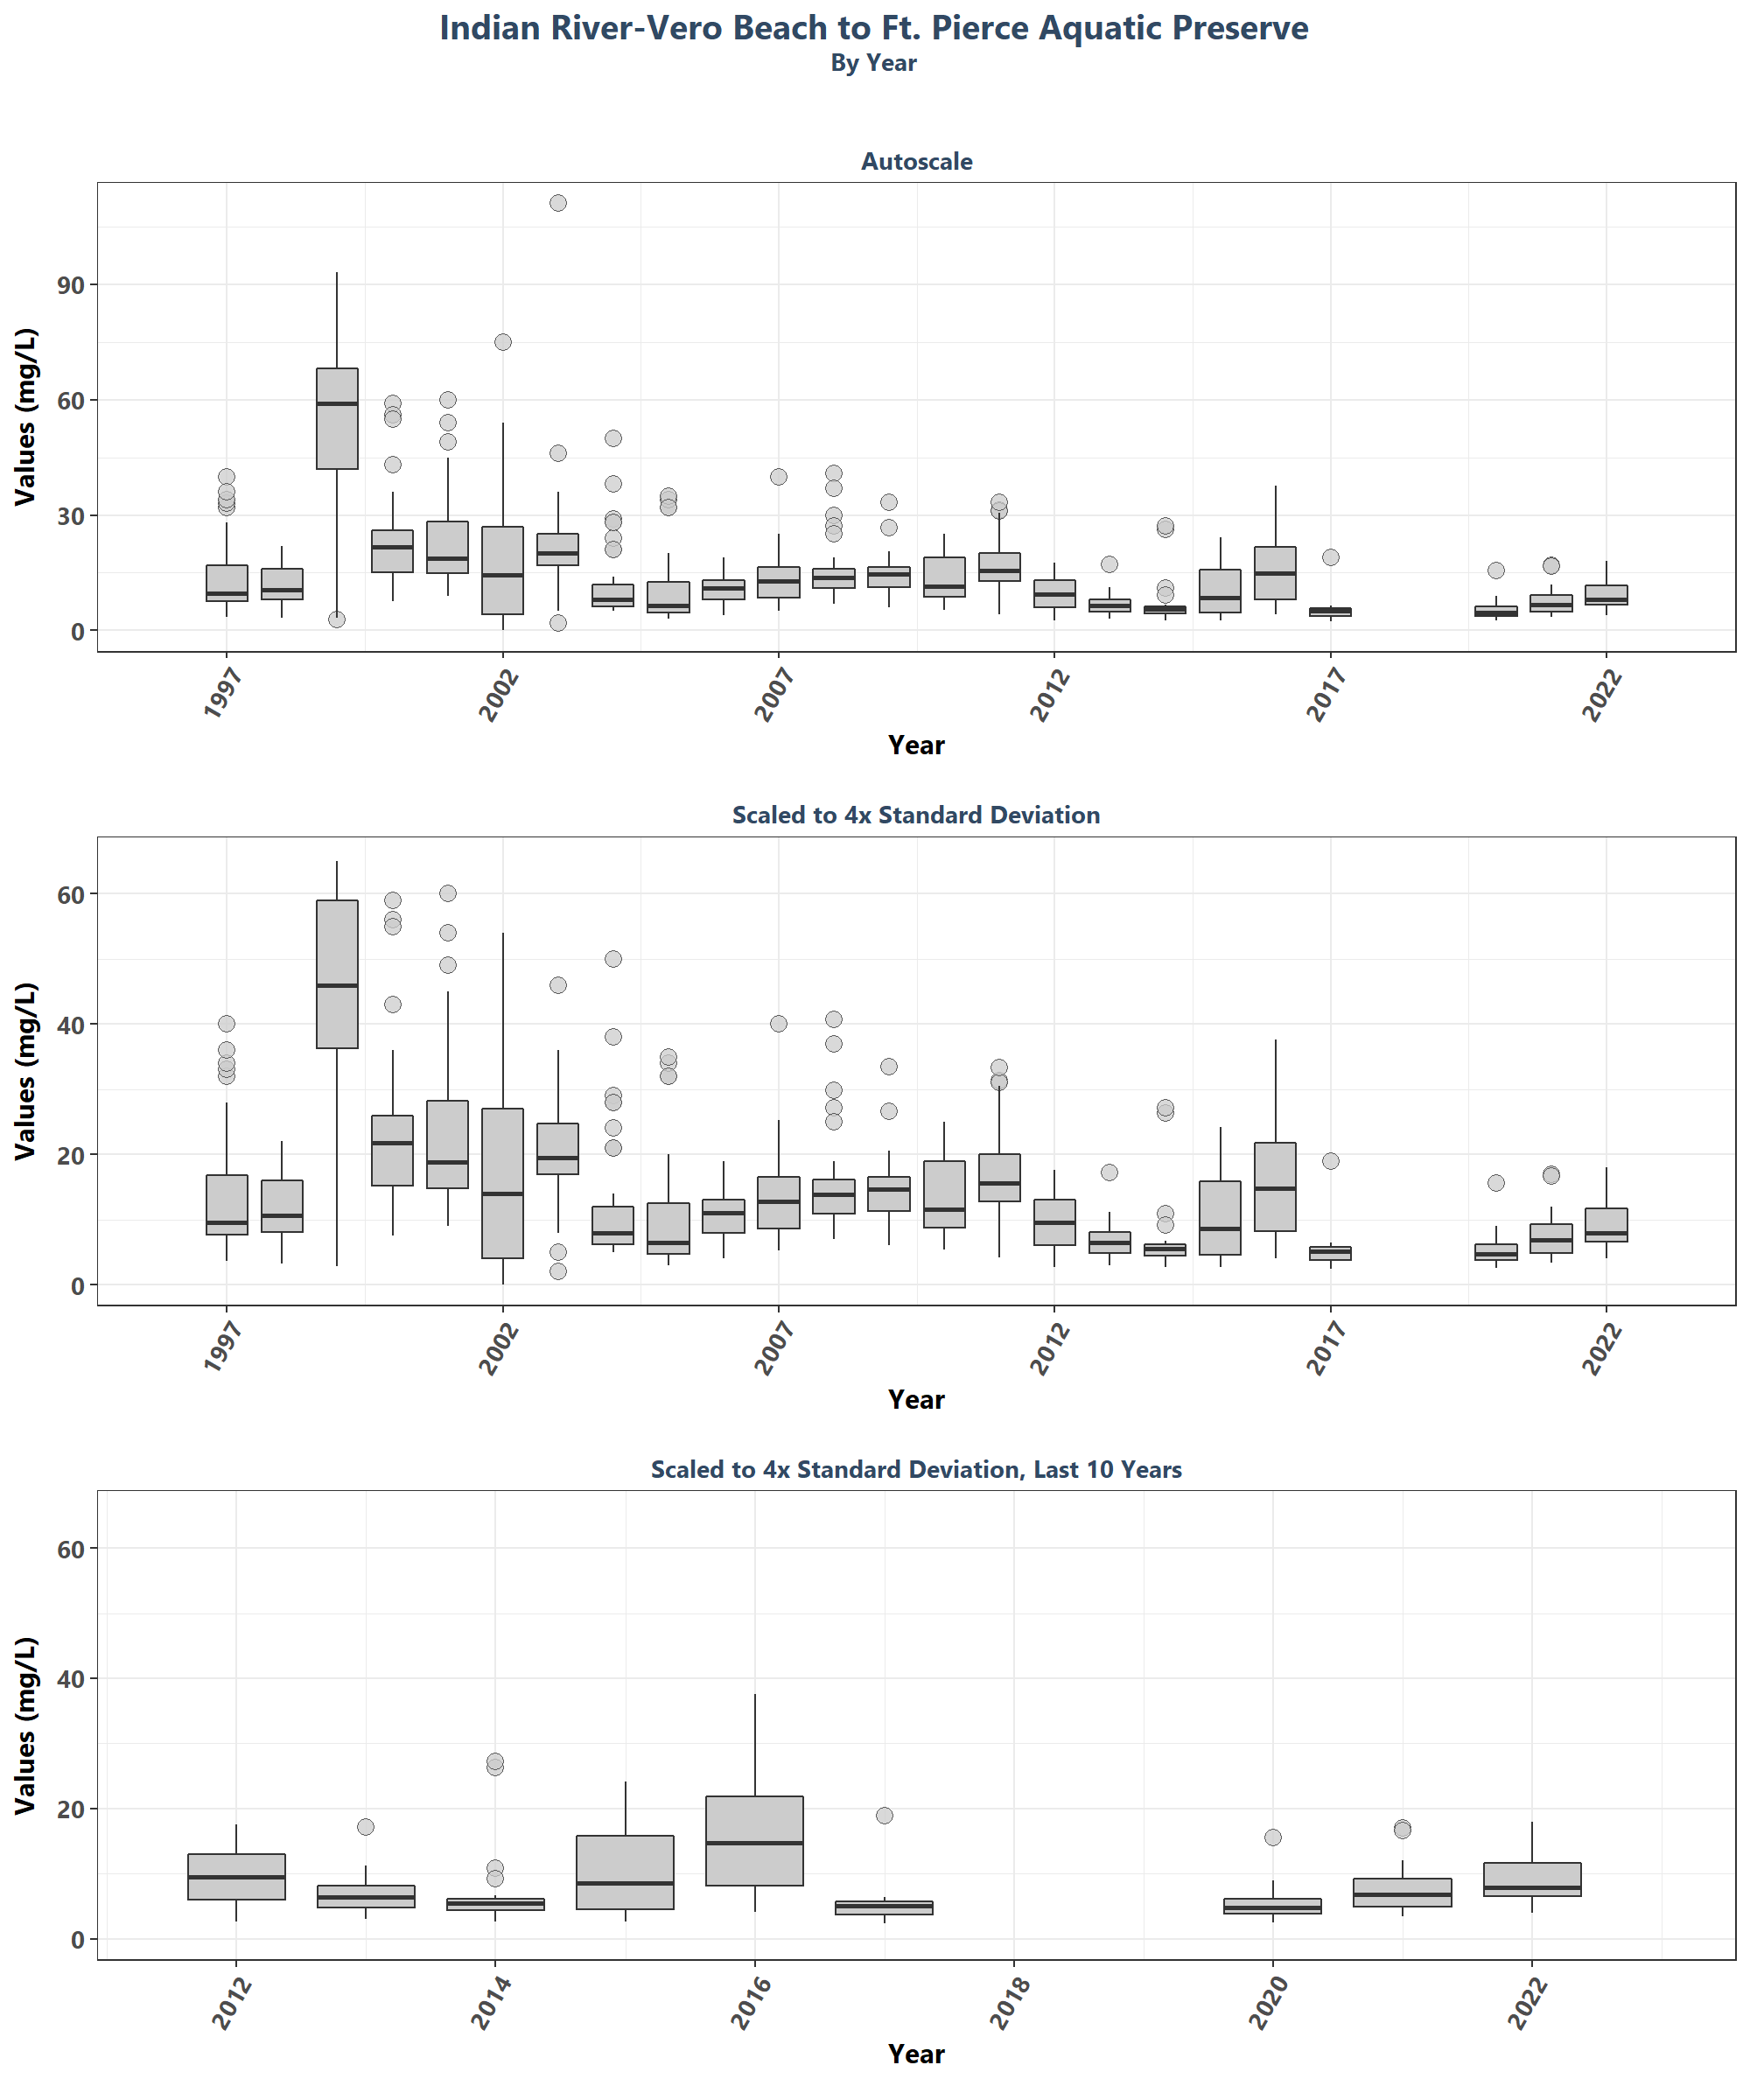 Indian River-Vero Beach to Ft. Pierce Aquatic Preserve
By Year
Autoscale
Values (mg/L)
90
60
30
0
1997
2002
2007
2012
2017
2022
Year
Scaled to 4x Standard Deviation
Values (mg/L)
60
40
20
0
1997
2002
2007
2012
2017
2022
Year
Scaled to 4x Standard Deviation, Last 10 Years
Values (mg/L)
60
40
20
0
2012
2014
2016
2018
2020
2022
Year